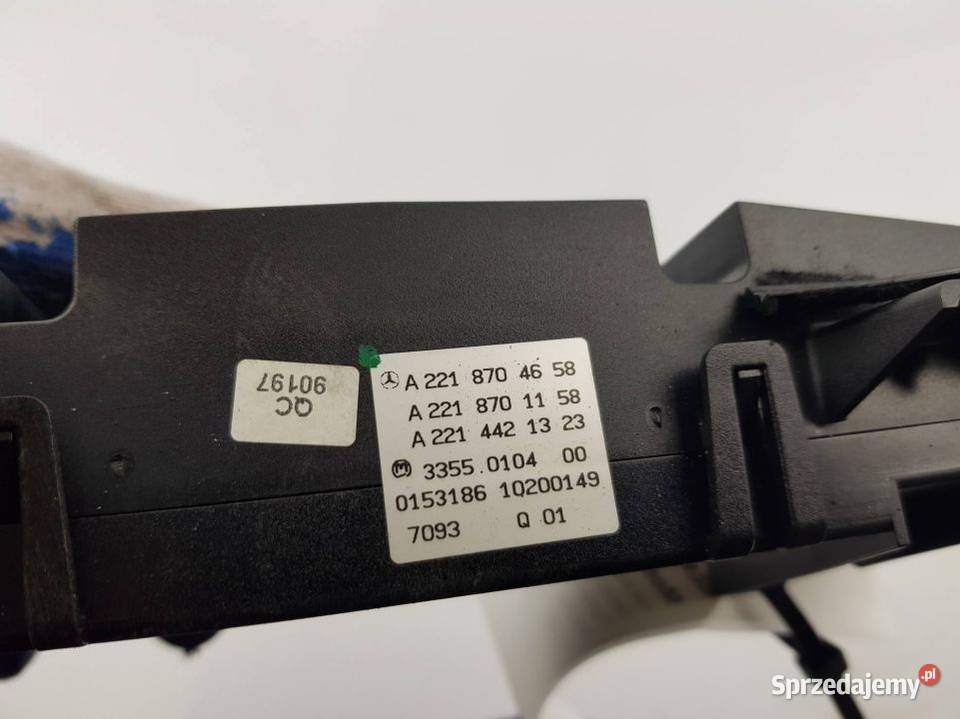 QC
90197
A 221 870 46 58
A 221 870 11 58
A 221 442 13 23
M 3355.0104 00
0153186 10200149
7093 Q 01
Sprzedajemy.pl